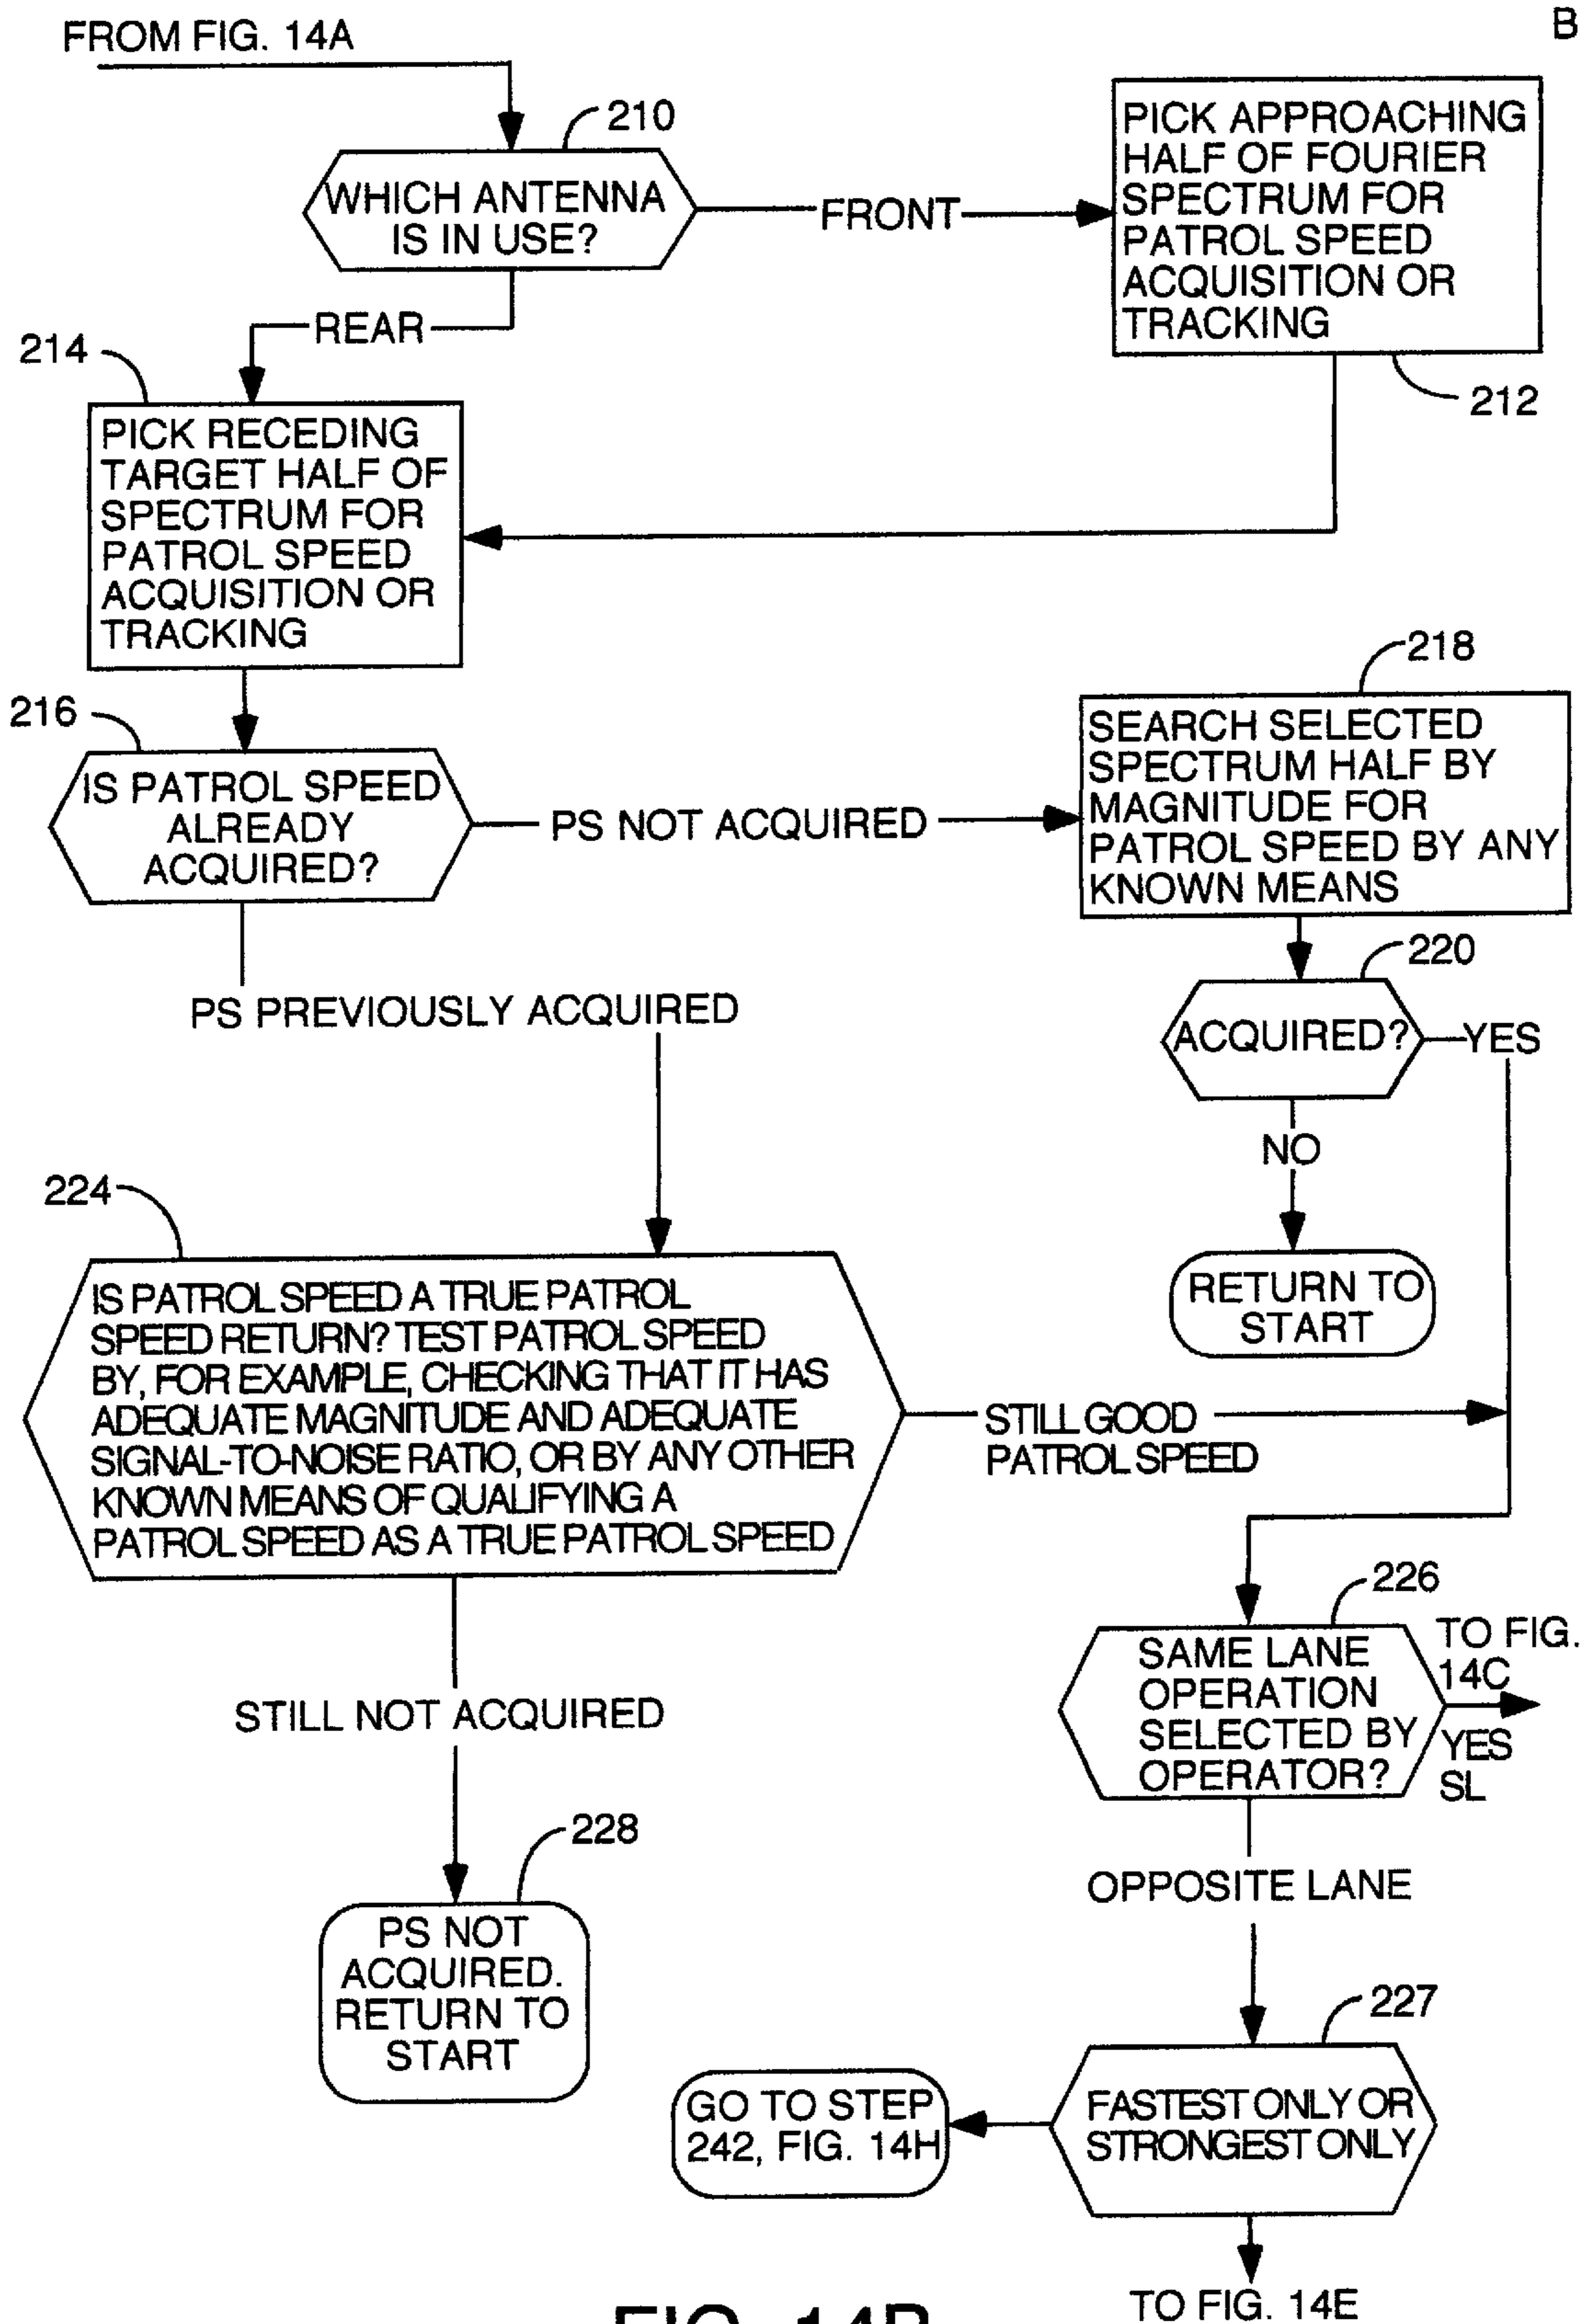 FROM FIG. 14A
B
210
WHICH ANTENNA
IS IN USE?
FRONT
PICK APPROACHING
HALF OF FOURIER
SPECTRUM FOR
PATROL SPEED
ACQUISITION OR
TRACKING
212
REAR
214
PICK RECEDING
TARGET HALF OF
SPECTRUM FOR
PATROL SPEED
ACQUISITION OR
TRACKING
216
IS PATROL SPEED
ALREADY
ACQUIRED?
PS NOT ACQUIRED
218
SEARCH SELECTED
SPECTRUM HALF BY
MAGNITUDE FOR
PATROL SPEED BY ANY
KNOWN MEANS
220
ACQUIRED?
YES
NO
RETURN TO
START
PS PREVIOUSLY ACQUIRED
224
IS PATROL SPEED A TRUE PATROL
SPEED RETURN? TEST PATROL SPEED
BY, FOR EXAMPLE, CHECKING THAT IT HAS
ADEQUATE MAGNITUDE AND ADEQUATE
SIGNAL-TO-NOISE RATIO, OR BY ANY OTHER
KNOWN MEANS OF QUALIFYING A
PATROL SPEED AS A TRUE PATROL SPEED
STILL GOOD
PATROL SPEED
STILL NOT ACQUIRED
228
PS NOT
ACQUIRED.
RETURN TO
START
226
SAME LANE
OPERATION
SELECTED BY
OPERATOR?
TO FIG.
14C
YES
SL
OPPOSITE LANE
227
FASTEST ONLY OR
STRONGEST ONLY
GO TO STEP
242, FIG. 14H
TO FIG. 14E
FIG. 14B